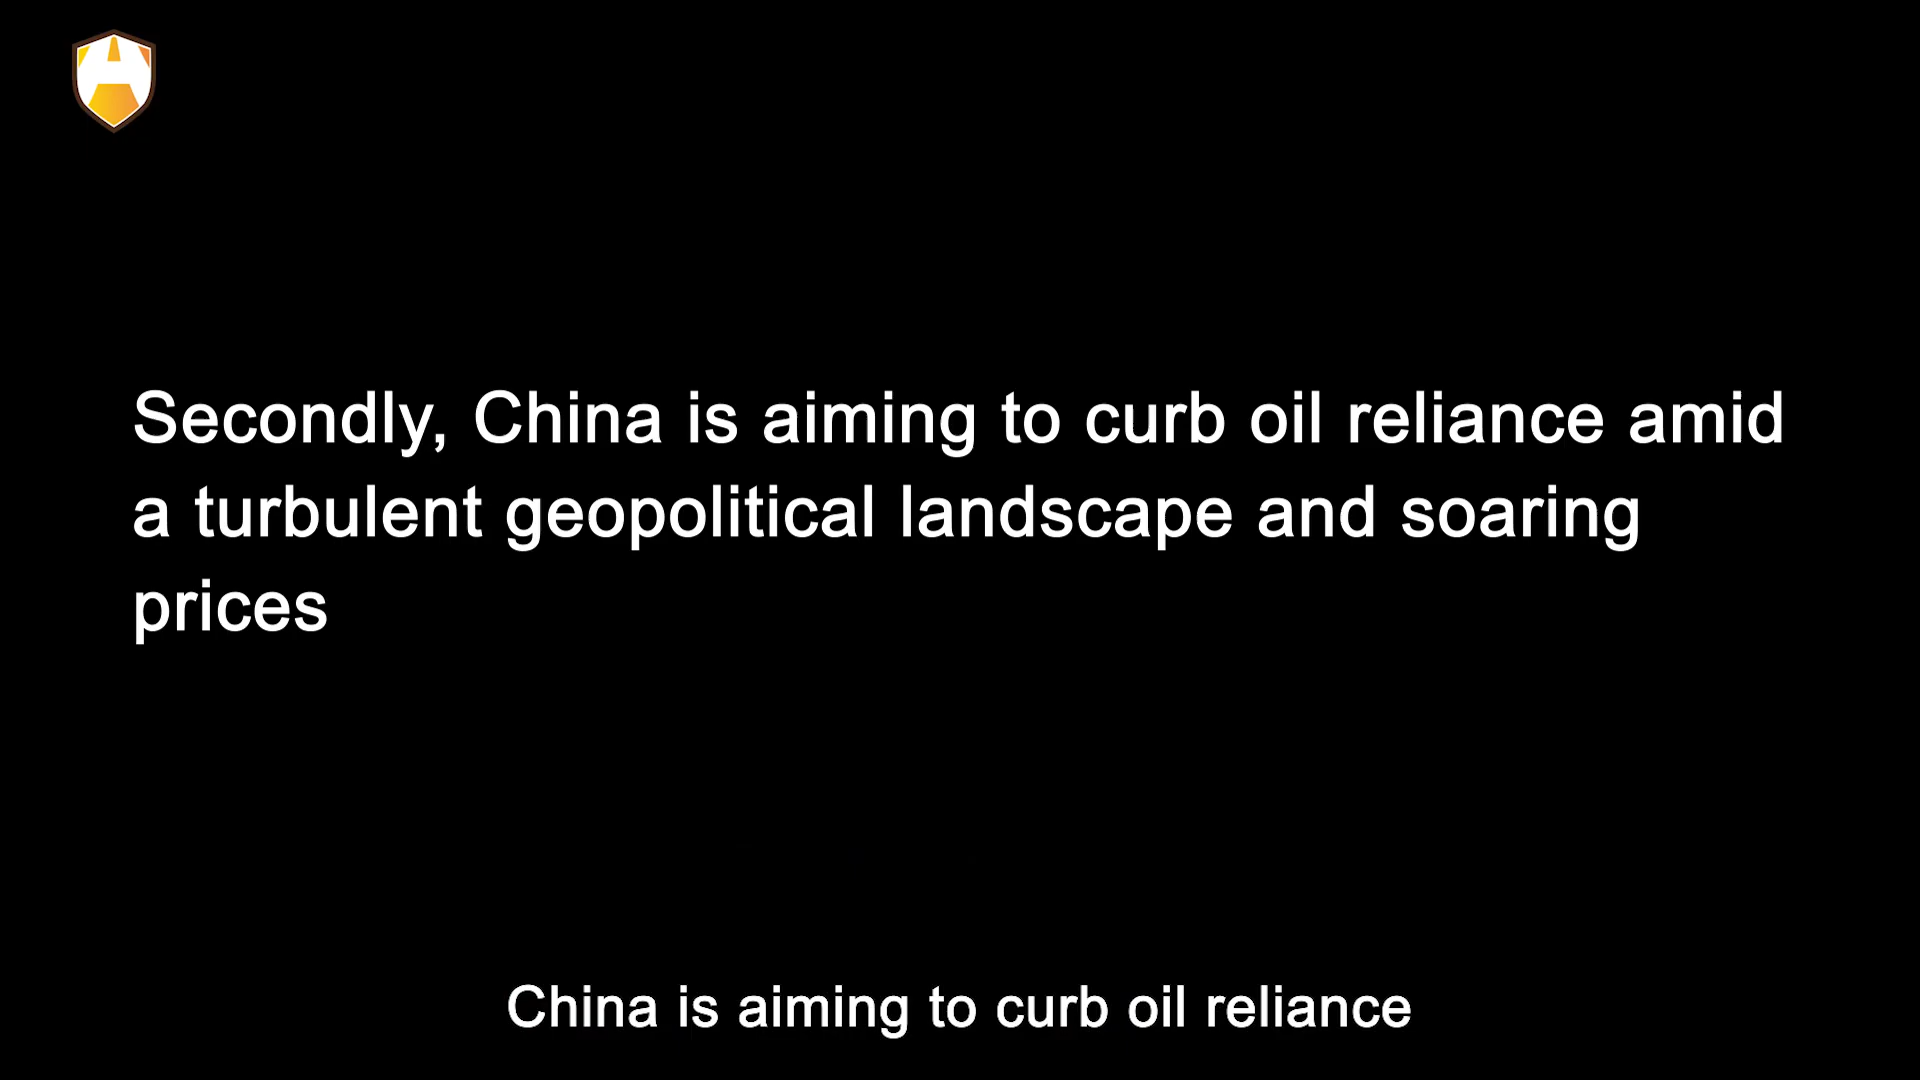 Secondly, China is aiming to curb oil reliance amid
a turbulent geopolitical landscape and soaring
prices
China is aiming to curb oil reliance